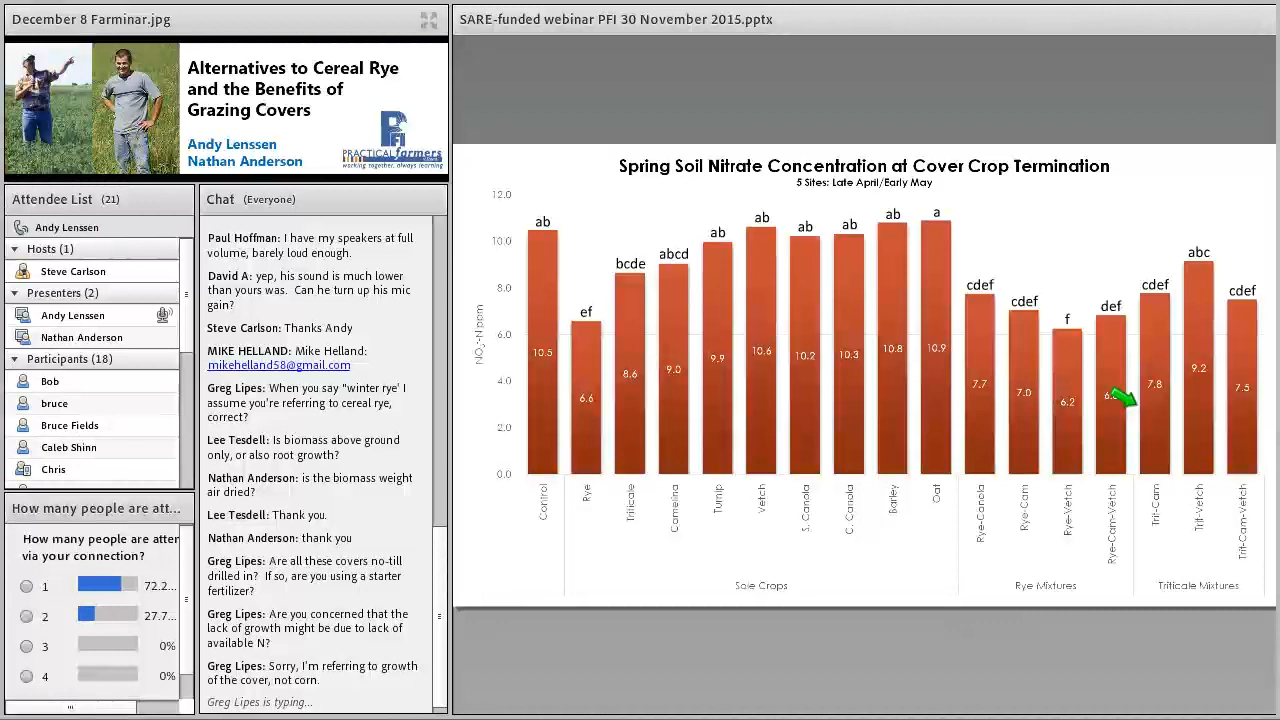 December 8 Farminar.jpg
Alternatives to Cereal Rye
and the Benefits of
Grazing Covers
Andy Lenssen
Nathan Anderson
PFI
PRACTICAL farmers
working together, always learning
Attendee List (21)
Andy Lenssen
Hosts (1)
Steve Carlson
Presenters (2)
Andy Lenssen
Nathan Anderson
Participants (18)
Bob
bruce
Bruce Fields
Caleb Shinn
Chris
How many people are att...
How many people are atter
via your connection?
1 72.2...
2 27.7...
3 0%
4 0%
Chat (Everyone)
Paul Hoffman: I have my speakers at full
volume, barely loud enough.
David A: yep, his sound is much lower
than yours was. Can he turn up his mic
gain?
Steve Carlson: Thanks Andy
MIKE HELLAND: Mike Helland:
mikehelland58@gmail.com
Greg Lipes: When you say "winter rye' I
assume you're referring to cereal rye,
correct?
Lee Tesdell: Is biomass above ground
only, or also root growth?
Nathan Anderson: is the biomass weight
air dried?
Lee Tesdell: Thank you.
Nathan Anderson: thank you
Greg Lipes: Are all these covers no-till
drilled in? If so, are you using a starter
fertilizer?
Greg Lipes: Are you concerned that the
lack of growth might be due to lack of
available N?
Greg Lipes: Sorry, I'm referring to growth
of the cover, not corn.
Greg Lipes is typing...
SARE-funded webinar PFI 30 November 2015.pptx
Spring Soil Nitrate Concentration at Cover Crop Termination
5 Sites: Late April/Early May
NO3-N ppm
12.0
10.0
8.0
6.0
4.0
2.0
0.0
ab ef bcde abcd ab ab ab ab ab a cdef cdef f def cdef abc cdef
10.5 6.6 8.6 9.0 9.9 10.6 10.2 10.3 10.8 10.9 7.7 7.0 6.2 7.8 9.2 7.5
Control
Rye
Triticale
Camelina
Turnip
Vetch
S. Canola
C. Canola
Barley
Oat
Rye-Canola
Rye-Cam
Rye-Vetch
Rye-Cam-Vetch
Trit-Cam
Trit-Vetch
Trit-Cam-Vetch
Sole Crops
Rye Mixtures
Triticale Mixtures